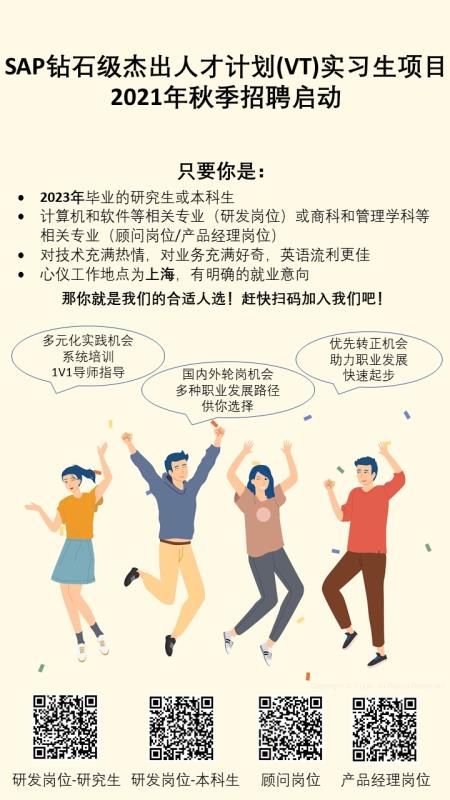 SAP钻石级杰出人才计划(VT)实习生项目
2021年秋季招聘启动
只要你是：
• 2023年毕业的研究生或本科生
• 计算机和软件等相关专业（研发岗位）或商科和管理学科等
相关专业（顾问岗位/产品经理岗位）
• 对技术充满热情，对业务充满好奇，英语流利更佳
• 心仪工作地点为上海，有明确的就业意向
那你就是我们的合适人选！赶快扫码加入我们吧！
多元化实践机会
系统培训
1V1导师指导
国内外轮岗机会
多种职业发展路径
供你选择
优先转正机会
助力职业发展
快速起步
研发岗位-研究生
研发岗位-本科生
顾问岗位
产品经理岗位